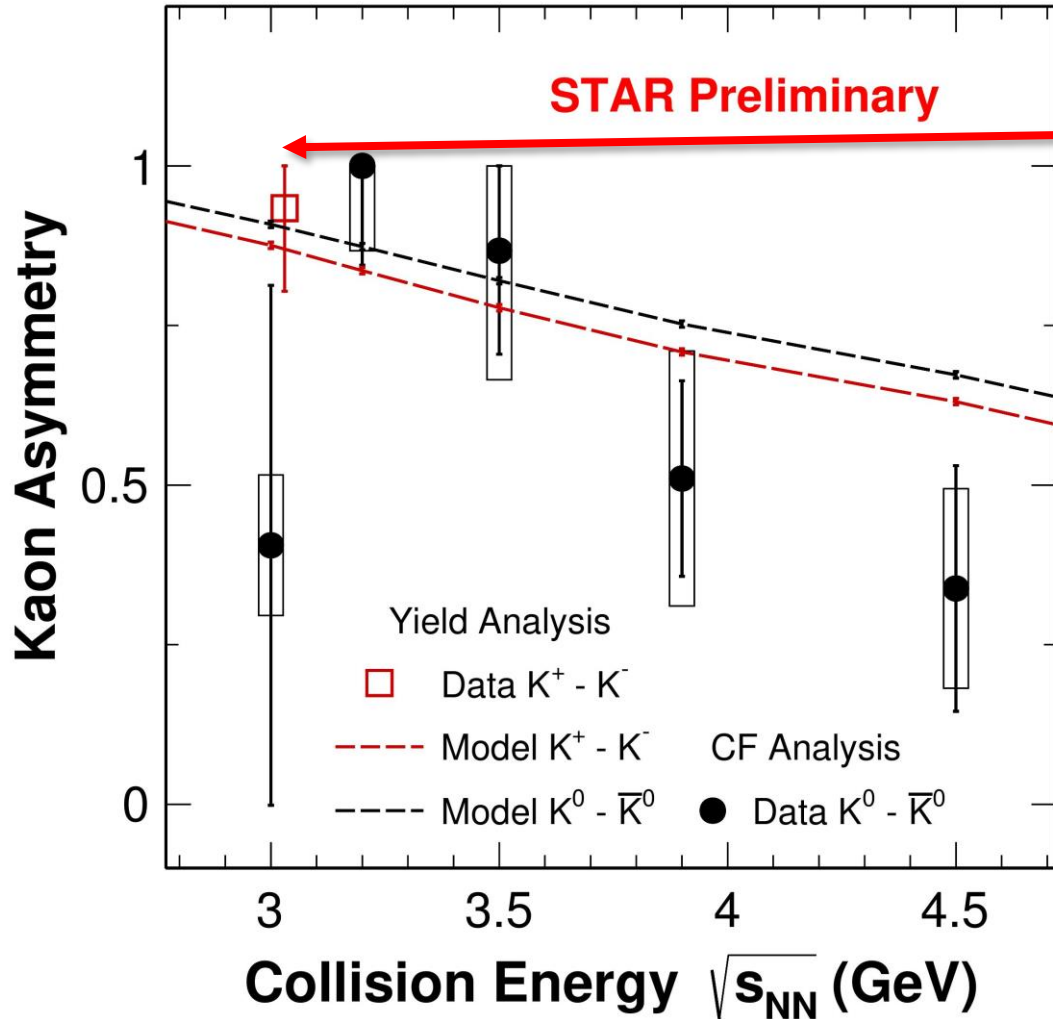 STAR Preliminary
Kaon Asymmetry
1
0.5
0
Yield Analysis
Data K⁺ - K⁻
Model K⁺ - K⁻
Model K⁰ - K̅⁰
CF Analysis
Data K⁰ - K̅⁰
3
3.5
4
4.5
Collision Energy √s_NN (GeV)